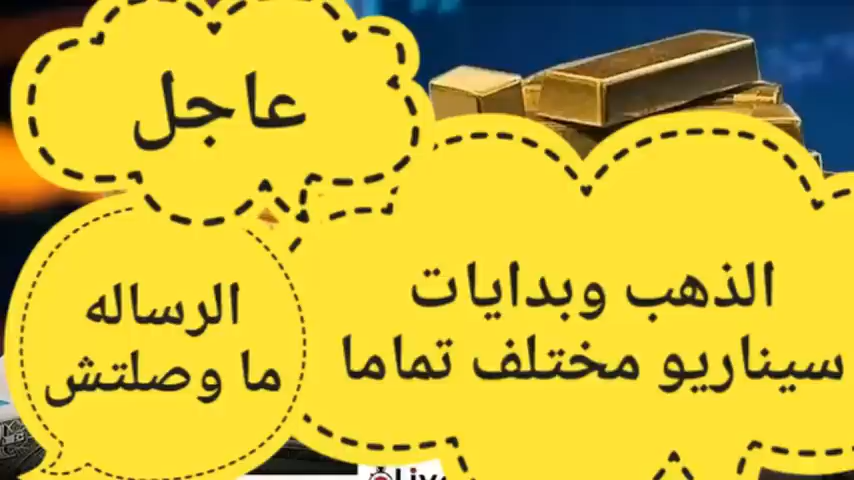 عاجل
الذهب وبدايات
سيناريو مختلف تماما
الرساله
ما وصلتش